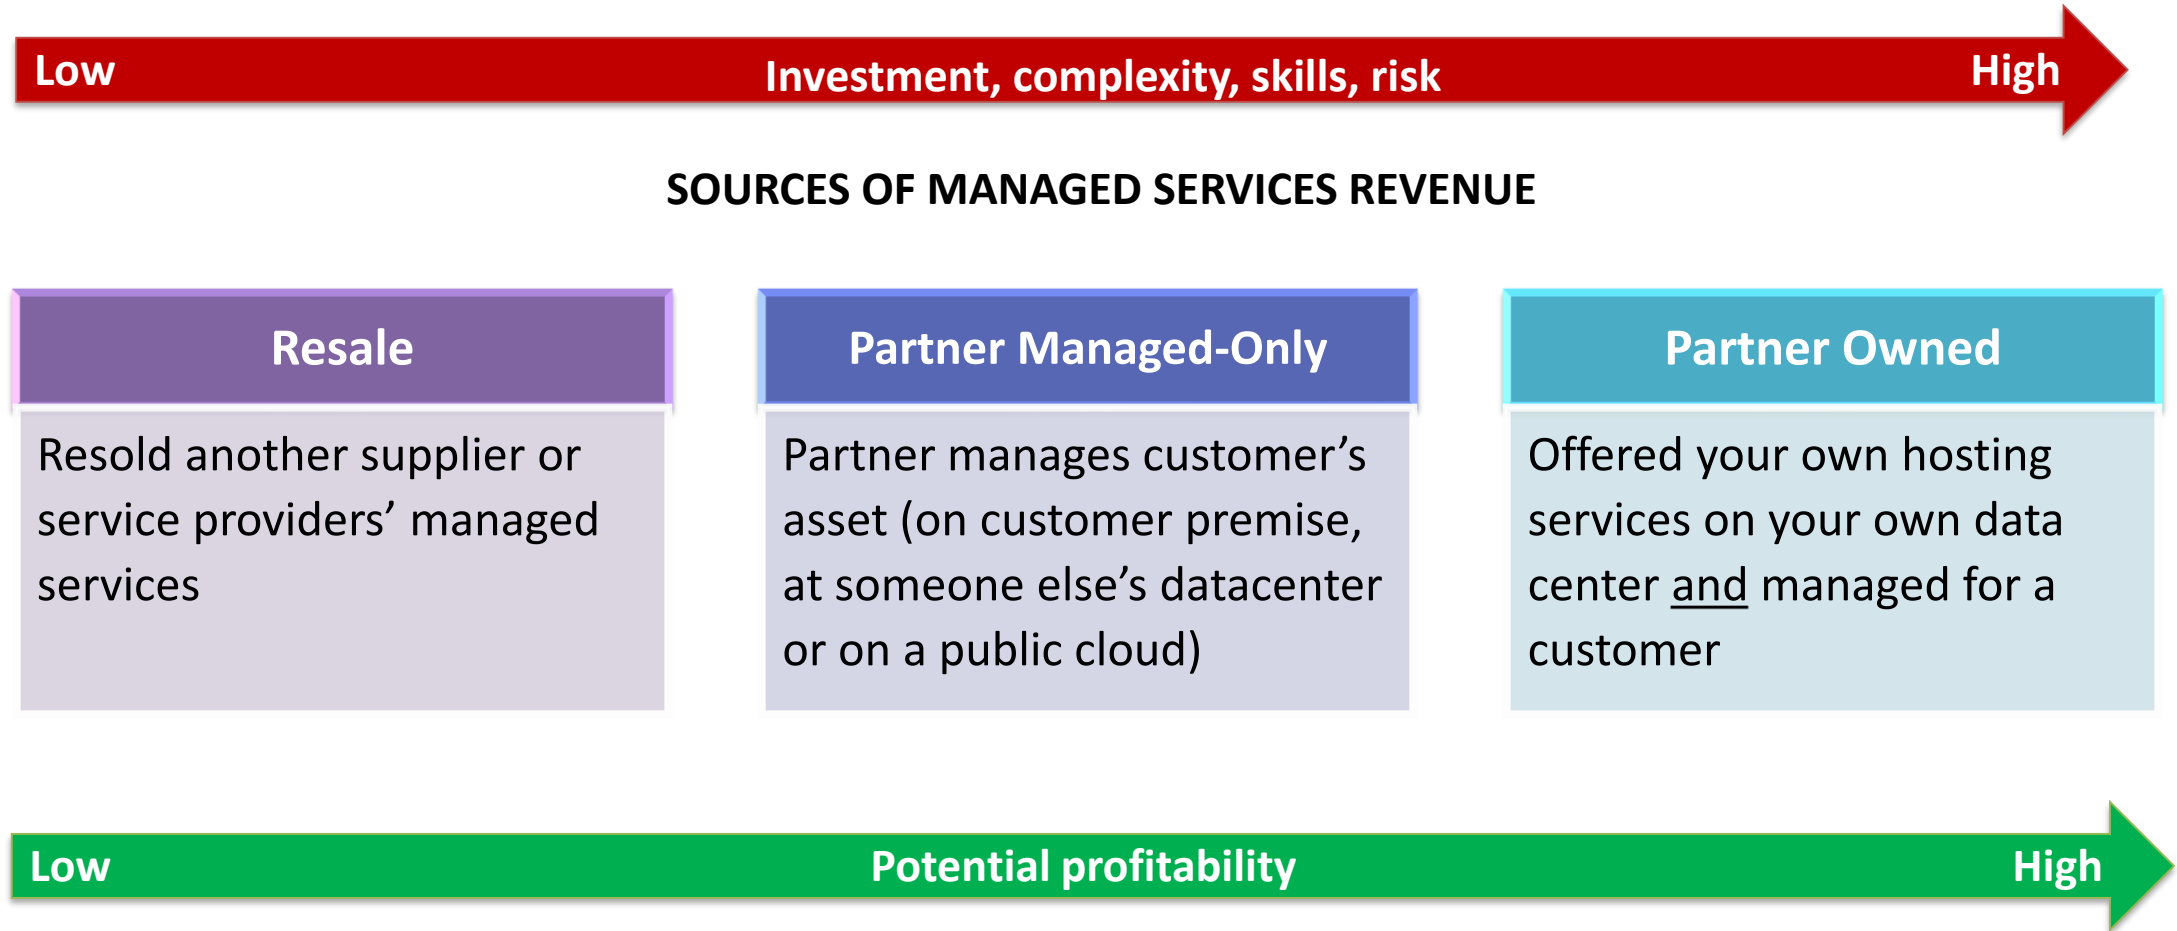 Low Investment, complexity, skills, risk High
SOURCES OF MANAGED SERVICES REVENUE
Resale
Resold another supplier or
service providers’ managed
services
Partner Managed-Only
Partner manages customer’s
asset (on customer premise,
at someone else’s datacenter
or on a public cloud)
Partner Owned
Offered your own hosting
services on your own data
center and managed for a
customer
Low Potential profitability High